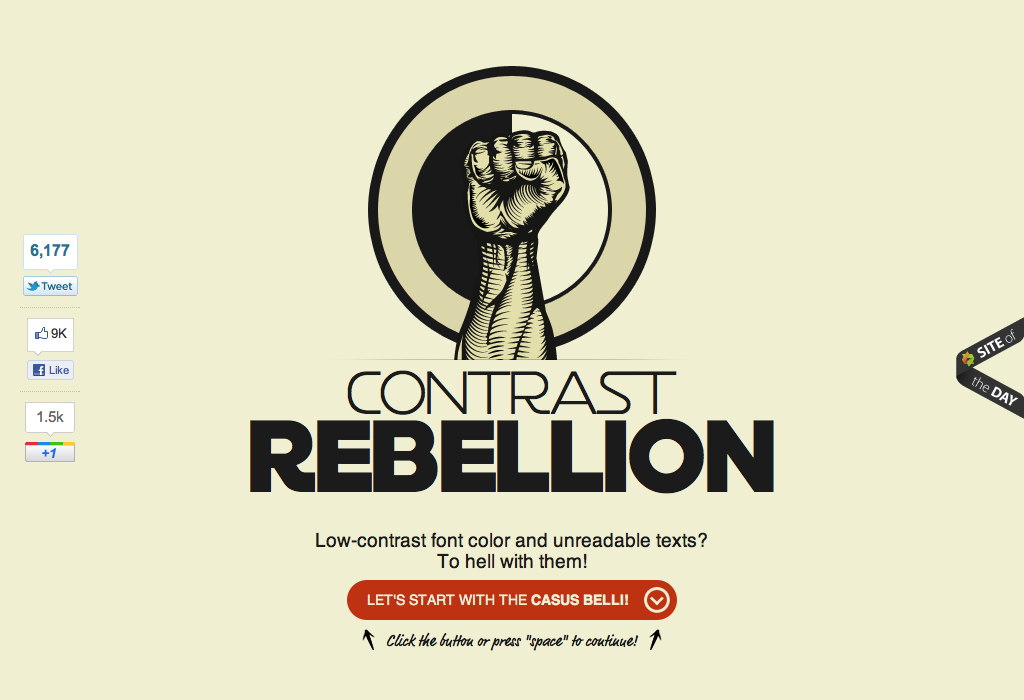 6,177
Tweet
9K
Like
1.5k
+1
CONTRAST
REBELLION
Low-contrast font color and unreadable texts?
To hell with them!
LET'S START WITH THE CASUS BELLI!
Click the button or press "space" to continue!
SITE of
the DAY